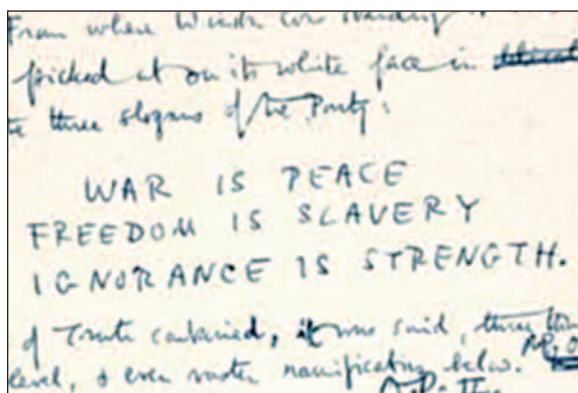 From where Winston standing
picked out on its white face in
the three slogans of the Party:
WAR IS PEACE
FREEDOM IS SLAVERY
IGNORANCE IS STRENGTH.
of Truth contained, it was said, three
level, & even vaster ramifications below.